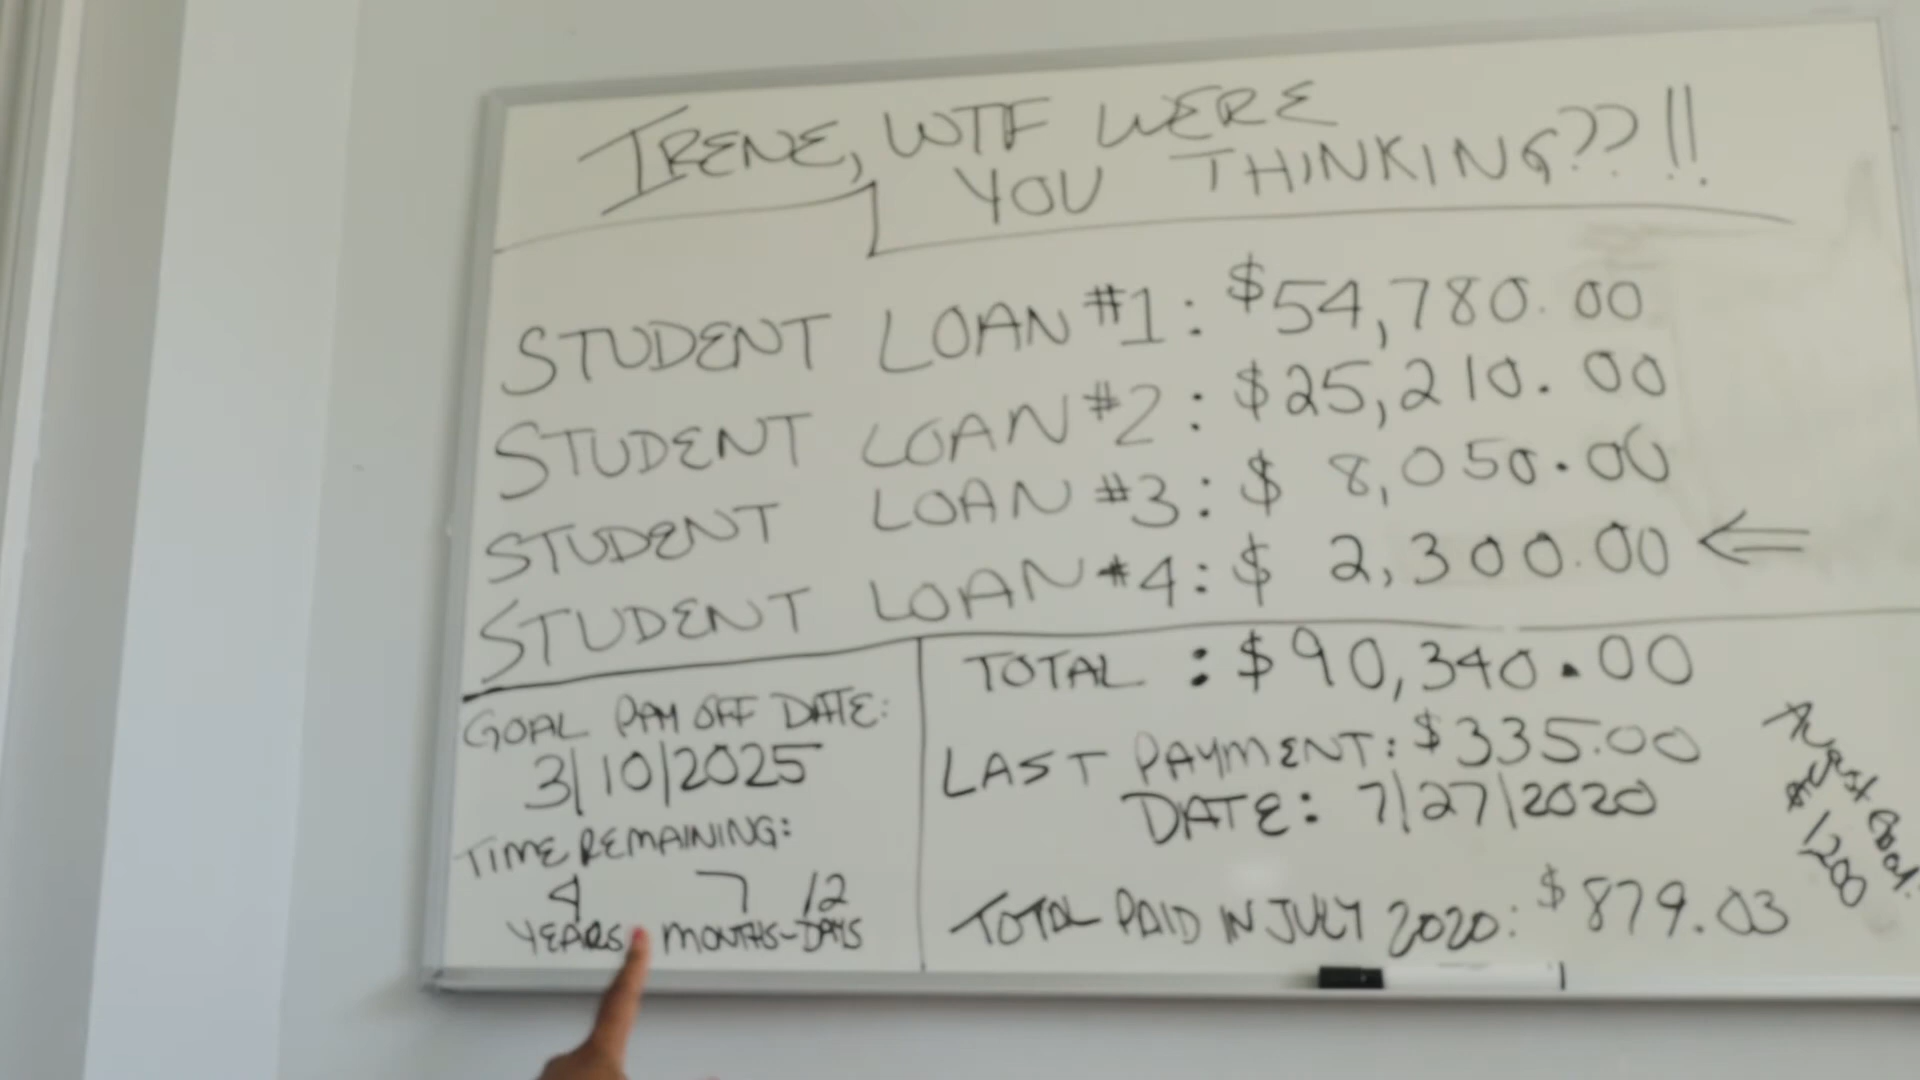 IRENE, WTF WERE
YOU THINKING??!!
STUDENT LOAN #1: $54,780.00
STUDENT LOAN #2: $25,210.00
STUDENT LOAN #3: $ 8,050.00
STUDENT LOAN #4: $ 2,300.00
TOTAL : $90,340.00
LAST PAYMENT: $335.00
DATE: 7/27/2020
TOTAL PAID IN JULY 2020: $879.03
GOAL PAY OFF DATE:
3/10/2025
TIME REMAINING:
4 7 12
YEARS MONTHS-DAYS
Bal.
$1200